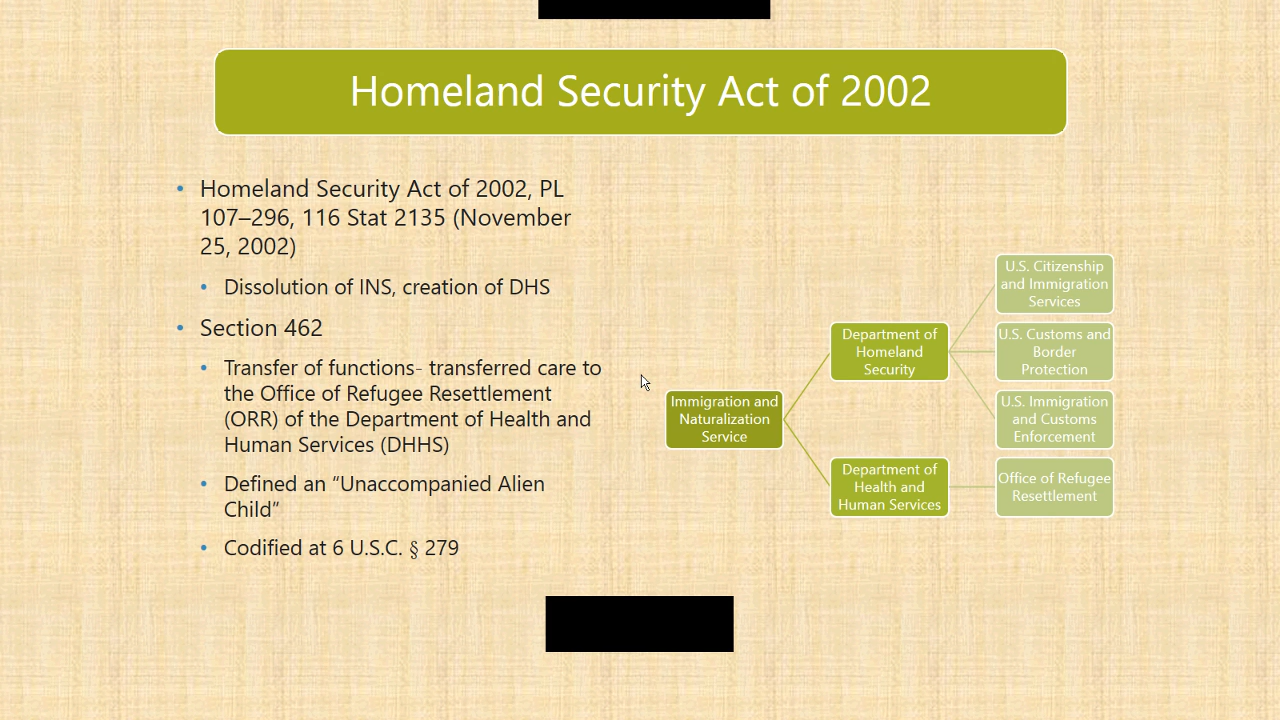 Homeland Security Act of 2002
• Homeland Security Act of 2002, PL
107–296, 116 Stat 2135 (November
25, 2002)
• Dissolution of INS, creation of DHS
• Section 462
• Transfer of functions- transferred care to
the Office of Refugee Resettlement
(ORR) of the Department of Health and
Human Services (DHHS)
• Defined an “Unaccompanied Alien
Child”
• Codified at 6 U.S.C. § 279
Immigration and
Naturalization
Service
Department of
Homeland
Security
U.S. Citizenship
and Immigration
Services
U.S. Customs and
Border
Protection
U.S. Immigration
and Customs
Enforcement
Department of
Health and
Human Services
Office of Refugee
Resettlement